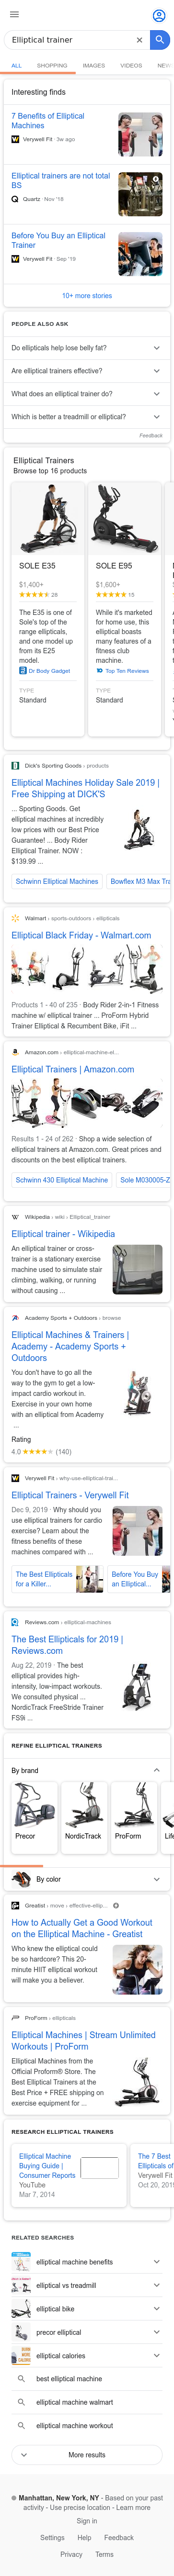 Elliptical trainer
ALL SHOPPING IMAGES VIDEOS NEWS
Interesting finds
7 Benefits of Elliptical
Machines
Verywell Fit · 3w ago
Elliptical trainers are not total
BS
Quartz · Nov '16
Before You Buy an Elliptical
Trainer
Verywell Fit · Sep '19
10+ more stories
PEOPLE ALSO ASK
Do ellipticals help lose belly fat?
Are elliptical trainers effective?
What does an elliptical trainer do?
Which is better a treadmill or elliptical?
Feedback
Elliptical Trainers
Browse top 16 products
SOLE E35
$1,400+
28
The E35 is one of
Sole's top of the
range ellipticals,
and one model up
from its E25
model.
Dr Body Gadget
TYPE
Standard
SOLE E95
$1,600+
15
While it's marketed
for home use, this
elliptical boasts
many features of a
fitness club
machine.
Top Ten Reviews
TYPE
Standard
Dick's Sporting Goods › products
Elliptical Machines Holiday Sale 2019 |
Free Shipping at DICK'S
... Sporting Goods. Get
elliptical machines at incredibly
low prices with our Best Price
Guarantee! ... Body Rider
Elliptical Trainer. NOW :
$139.99 ...
Schwinn Elliptical Machines Bowflex M3 Max Tra
Walmart › sports-outdoors › ellipticals
Elliptical Black Friday - Walmart.com
Products 1 - 40 of 235 · Body Rider 2-in-1 Fitness
machine w/ elliptical trainer ... ProForm Hybrid
Trainer Elliptical & Recumbent Bike, iFit ...
Amazon.com › elliptical-machine-el...
Elliptical Trainers | Amazon.com
Results 1 - 24 of 262 · Shop a wide selection of
elliptical trainers at Amazon.com. Great prices and
discounts on the best elliptical trainers.
Schwinn 430 Elliptical Machine Sole M030005-Z
Wikipedia › wiki › Elliptical_trainer
Elliptical trainer - Wikipedia
An elliptical trainer or cross-
trainer is a stationary exercise
machine used to simulate stair
climbing, walking, or running
without causing ...
Academy Sports + Outdoors › browse
Elliptical Machines & Trainers |
Academy - Academy Sports +
Outdoors
You don't have to go all the
way to the gym to get a low-
impact cardio workout in.
Exercise in your own home
with an elliptical from Academy
...
Rating
4.0 (140)
Verywell Fit › why-use-elliptical-trai...
Elliptical Trainers - Verywell Fit
Dec 9, 2019 · Why should you
use elliptical trainers for cardio
exercise? Learn about the
fitness benefits of these
machines compared with ...
The Best Ellipticals
for a Killer...
Before You Buy
an Elliptical...
Reviews.com › elliptical-machines
The Best Ellipticals for 2019 |
Reviews.com
Aug 22, 2019 · The best
elliptical provides high-
intensity, low-impact workouts.
We consulted physical ...
NordicTrack FreeStride Trainer
FS9i ...
REFINE ELLIPTICAL TRAINERS
By brand
Precor
NordicTrack
ProForm
Life
By color
Greatist › move › effective-ellip...
How to Actually Get a Good Workout
on the Elliptical Machine - Greatist
Who knew the elliptical could
be so hardcore? This 20-
minute HIIT elliptical workout
will make you a believer.
ProForm › ellipticals
Elliptical Machines | Stream Unlimited
Workouts | ProForm
Elliptical Machines from the
Official Proform® Store. The
Best Elliptical Trainers at the
Best Price + FREE shipping on
exercise equipment for ...
RESEARCH ELLIPTICAL TRAINERS
Elliptical Machine
Buying Guide |
Consumer Reports
YouTube
Mar 7, 2014
The 7 Best
Ellipticals of
Verywell Fit
Oct 20, 2019
RELATED SEARCHES
elliptical machine benefits
elliptical vs treadmill
elliptical bike
precor elliptical
elliptical calories
best elliptical machine
elliptical machine walmart
elliptical machine workout
More results
Manhattan, New York, NY - Based on your past
activity - Use precise location - Learn more
Sign in
Settings Help Feedback
Privacy Terms